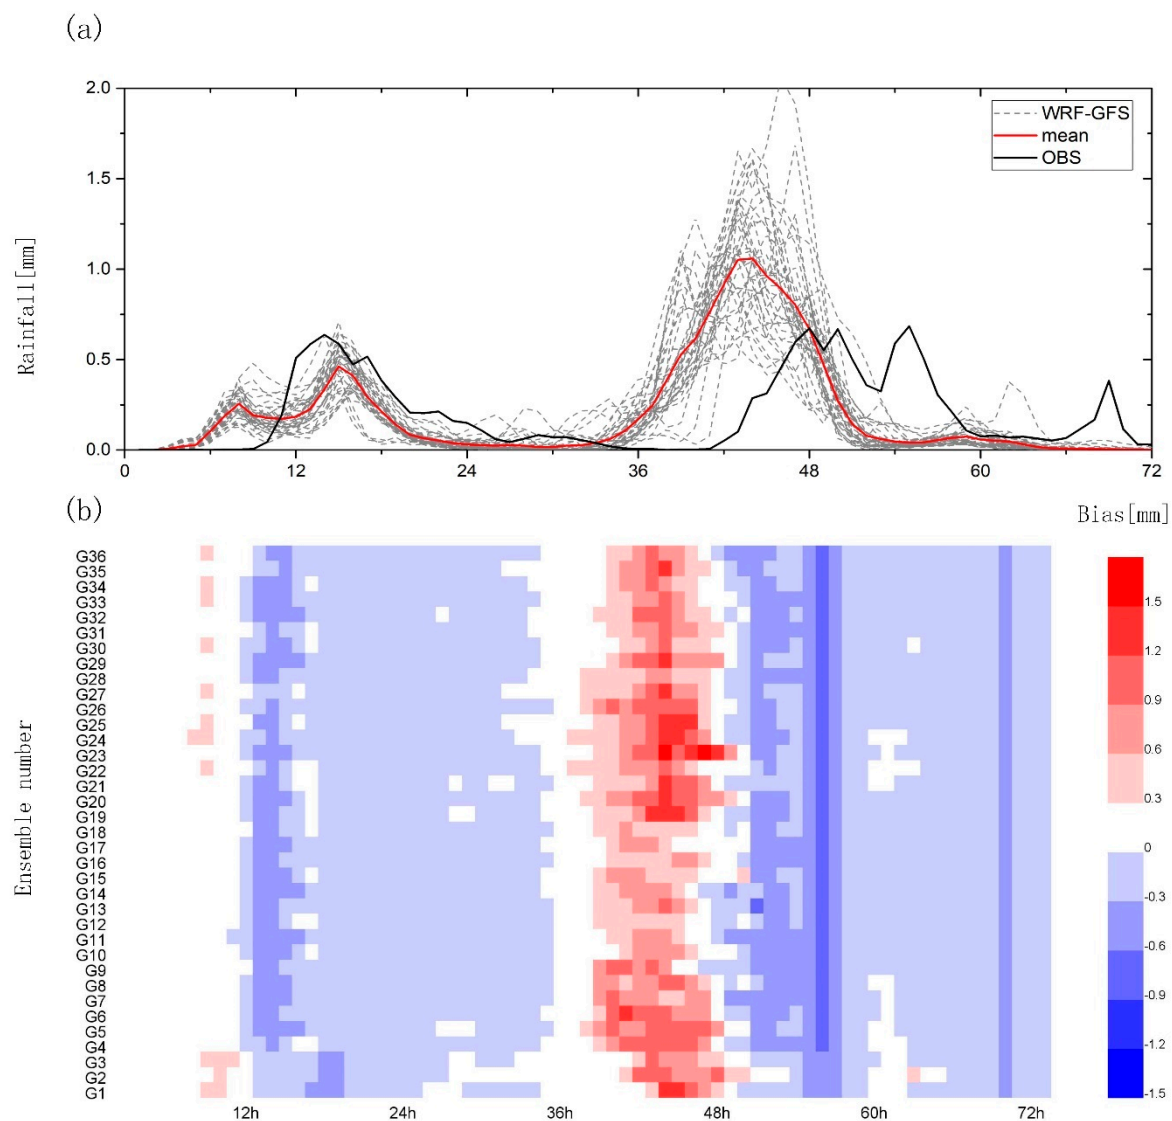 (a)
2.0
1.5
1.0
0.5
0.0
Rainfall[mm]
WRF-GFS
mean
OBS
0 12 24 36 48 60 72
(b)
Bias[mm]
Ensemble number
G36
G35
G34
G33
G32
G31
G30
G29
G28
G27
G26
G25
G24
G23
G22
G21
G20
G19
G18
G17
G16
G15
G14
G13
G12
G11
G10
G9
G8
G7
G6
G5
G4
G3
G2
G1
12h 24h 36h 48h 60h 72h
1.5
1.2
0.9
0.6
0.3
0
-0.3
-0.6
-0.9
-1.2
-1.5